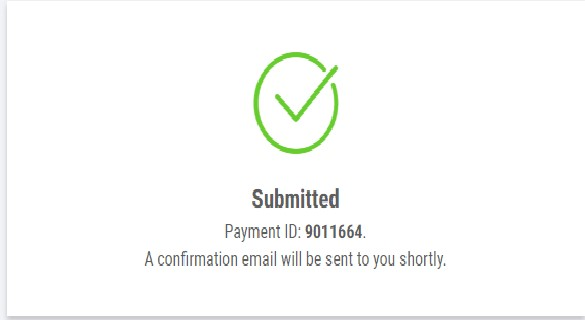 Submitted
Payment ID: 9011664.
A confirmation email will be sent to you shortly.